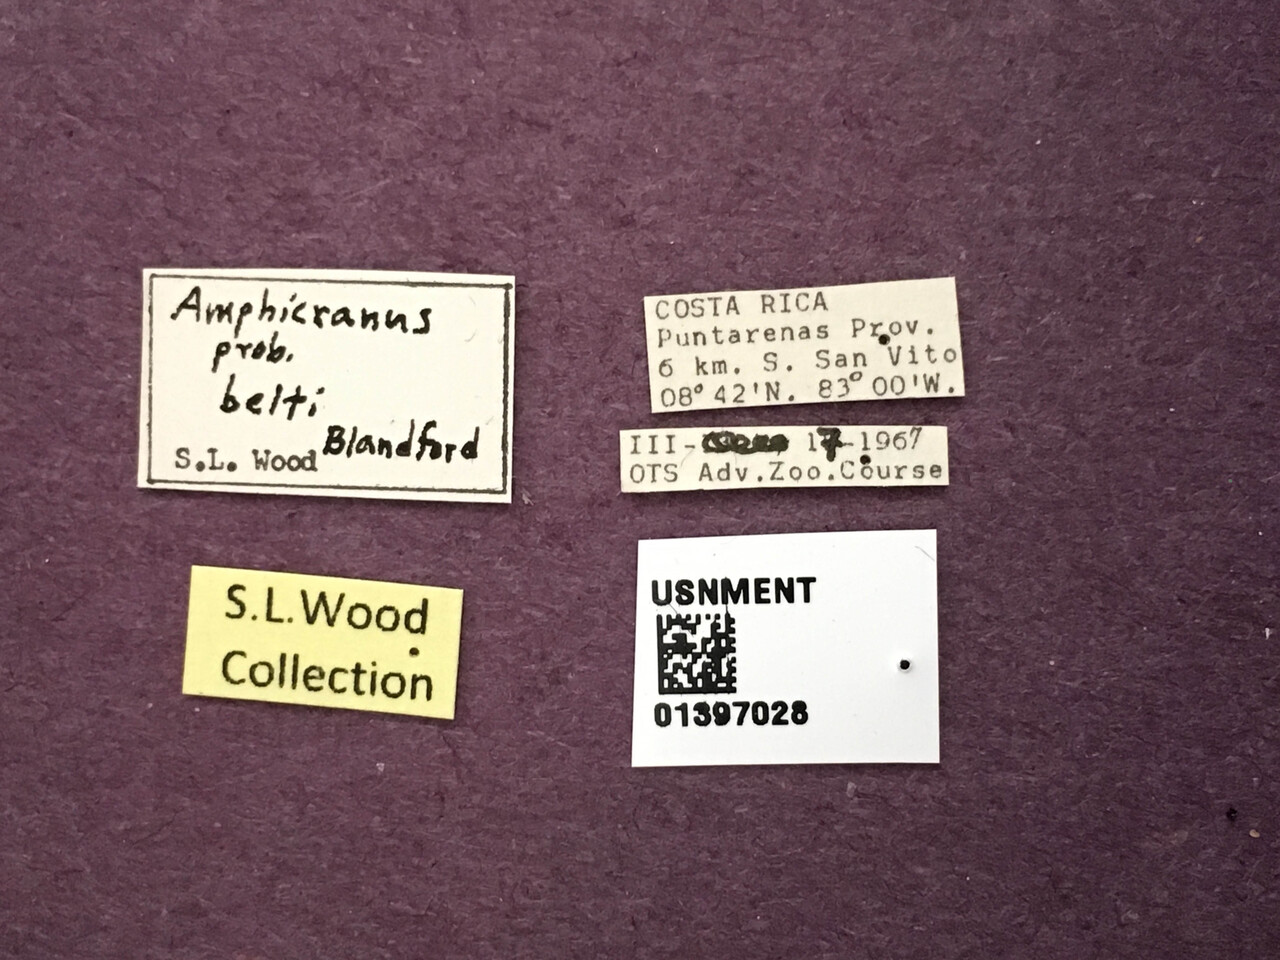 Amphicranus
prob.
belti
Blandford
S.L. Wood
COSTA RICA
Puntarenas Prov.
6 km. S. San Vito
08° 42'N. 83° 00'W.
III- 17-1967
OTS Adv.Zoo.Course
S.L.Wood
Collection
USNMENT
01397028